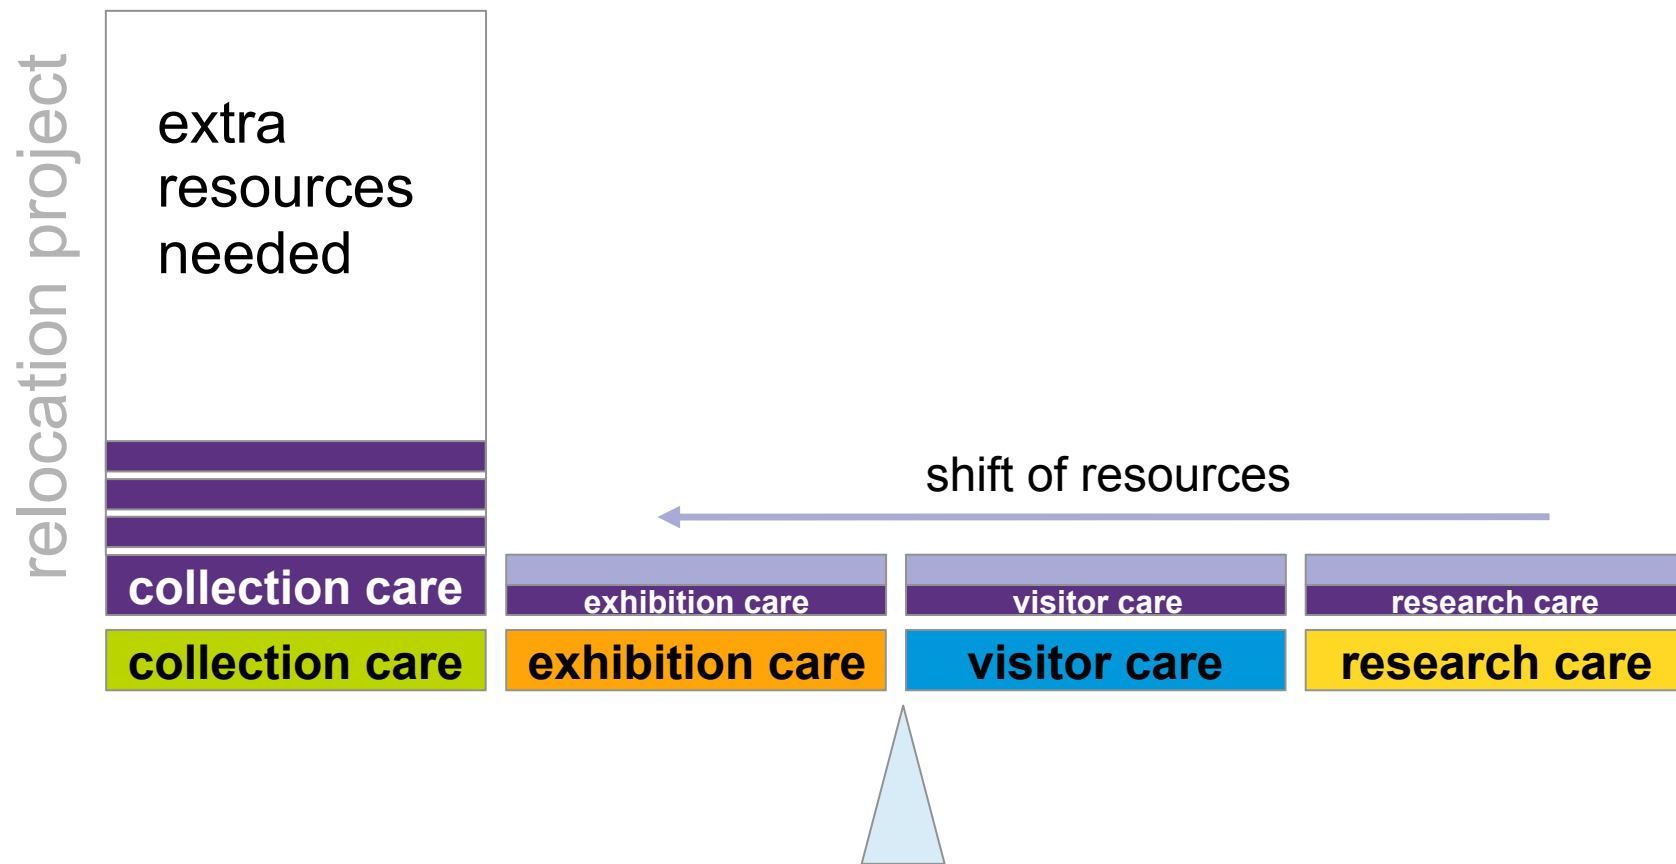 relocation project
extra
resources
needed
shift of resources
collection care
exhibition care
visitor care
research care
collection care
exhibition care
visitor care
research care